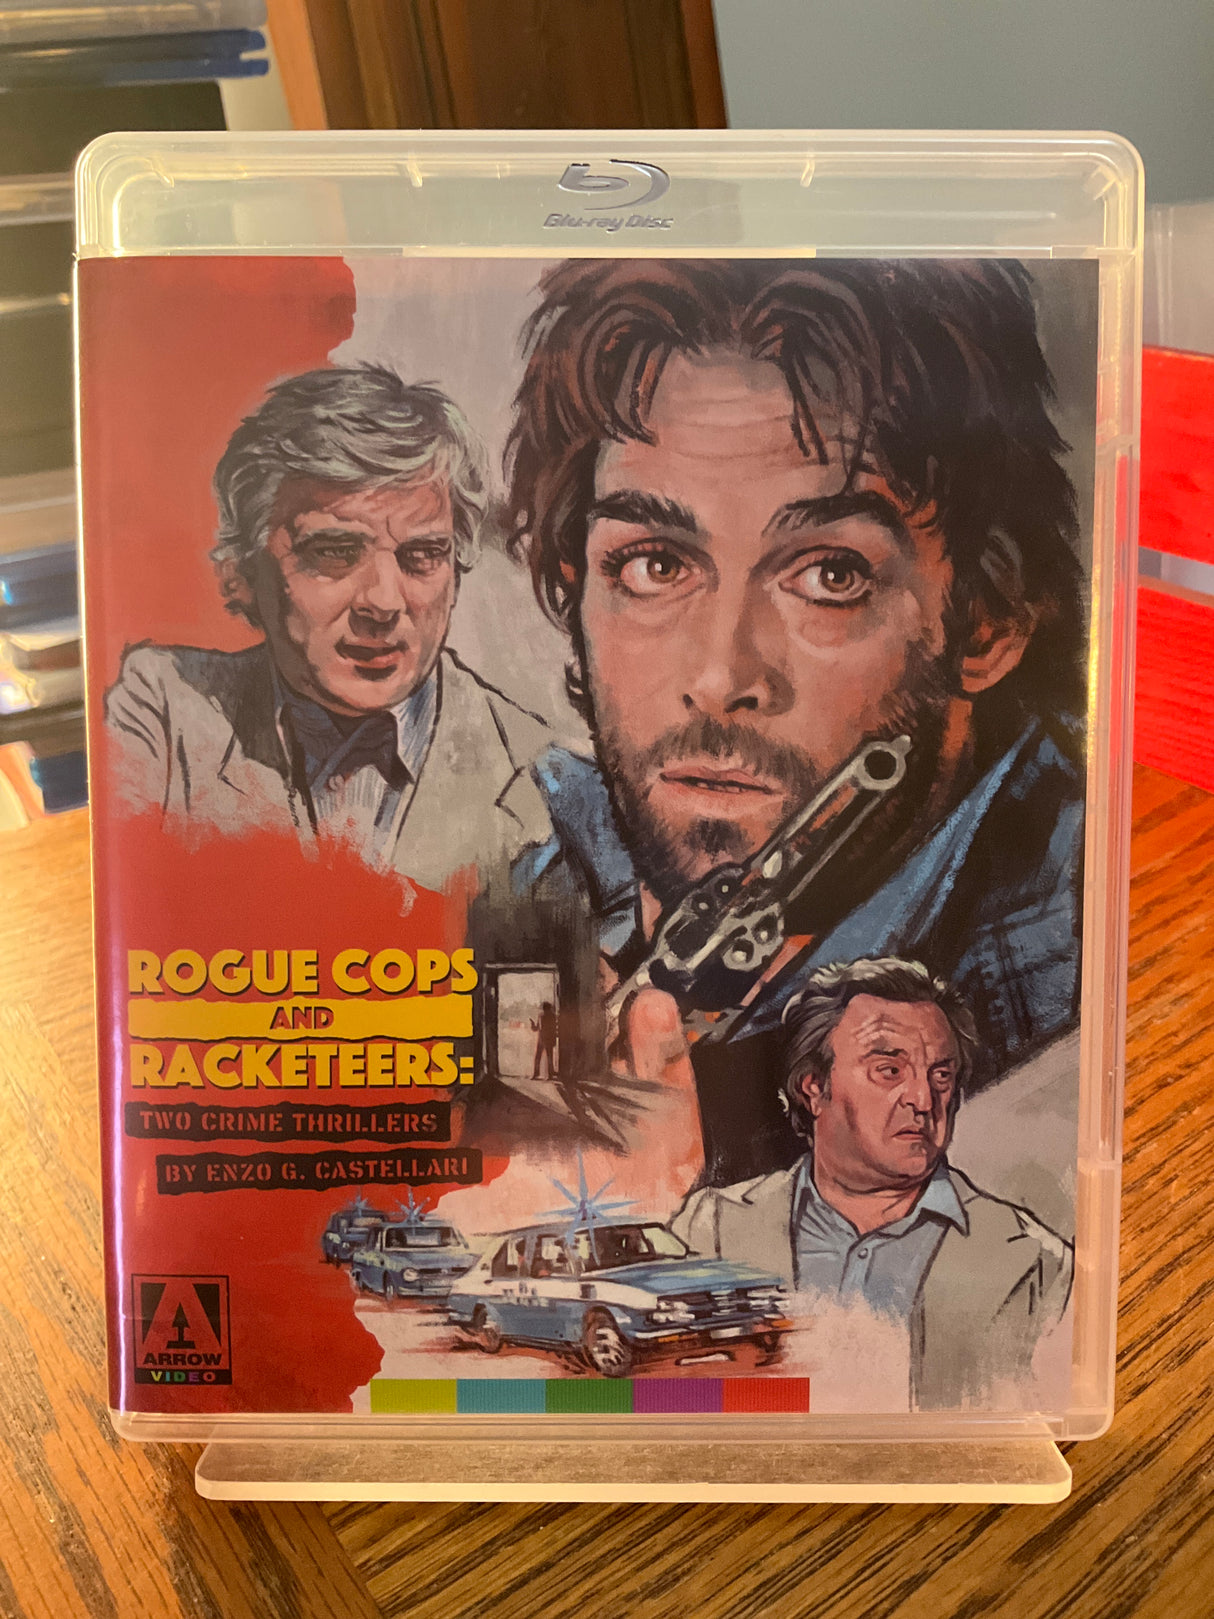 Blu-ray Disc
ROGUE COPS
AND
RACKETEERS:
TWO CRIME THRILLERS
BY ENZO G. CASTELLARI
ARROW
VIDEO